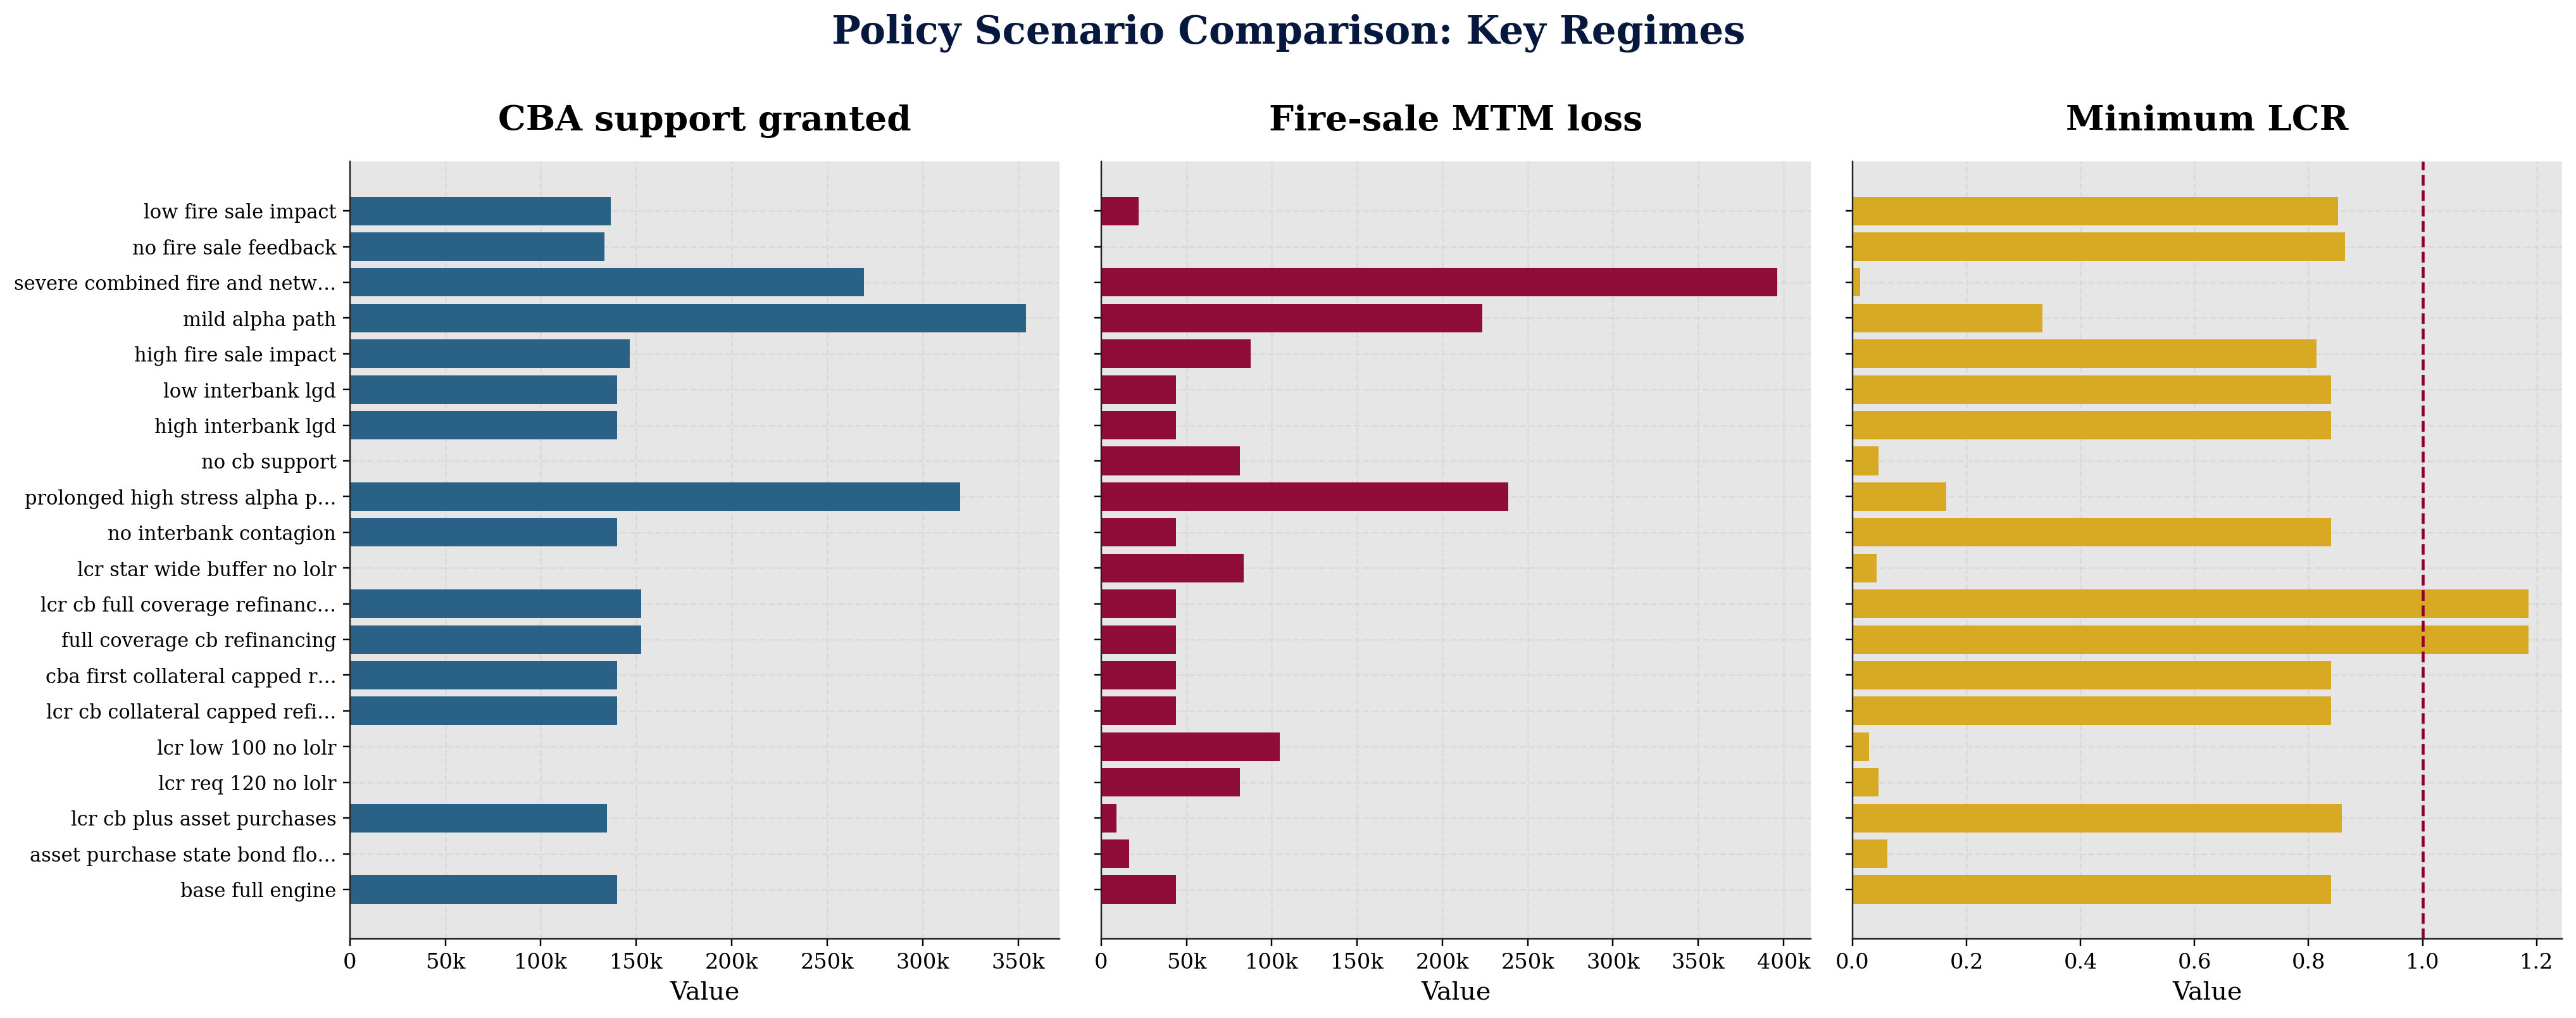 Policy Scenario Comparison: Key Regimes
CBA support granted
Fire-sale MTM loss
Minimum LCR
low fire sale impact
no fire sale feedback
severe combined fire and netw…
mild alpha path
high fire sale impact
low interbank lgd
high interbank lgd
no cb support
prolonged high stress alpha p…
no interbank contagion
lcr star wide buffer no lolr
lcr cb full coverage refinanc…
full coverage cb refinancing
cba first collateral capped r…
lcr cb collateral capped refi…
lcr low 100 no lolr
lcr req 120 no lolr
lcr cb plus asset purchases
asset purchase state bond flo…
base full engine
0 50k 100k 150k 200k 250k 300k 350k
0 50k 100k 150k 200k 250k 300k 350k 400k
0.0 0.2 0.4 0.6 0.8 1.0 1.2
Value
Value
Value